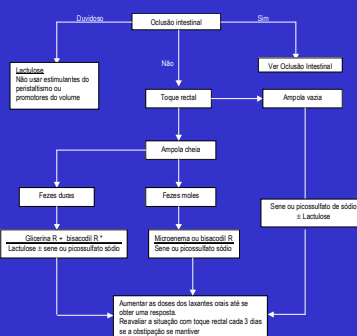 Duvidoso
Oclusão intestinal
Sim
Lactulose
Não usar estimulantes do
peristaltismo ou
promotores do volume
Não
Ver Oclusão Intestinal
Toque rectal
Ampola vazia
Ampola cheia
Fezes duras
Fezes moles
Sene ou picossulfato de sódio
± Lactulose
Glicerina R + bisacodil R *
Lactulose ± sene ou picossulfato sódio
Microenema ou bisacodil R
Sene ou picossulfato sódio
Aumentar as doses dos laxantes orais até se
obter uma resposta.
Reavaliar a situação com toque rectal cada 3 dias
se a obstipação se mantiver